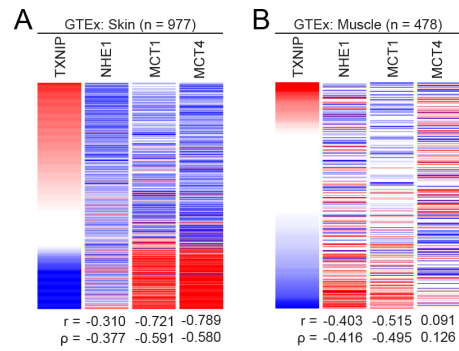 A
GTEx: Skin (n = 977)
TXNIP
NHE1
MCT1
MCT4
r = -0.310 -0.721 -0.789
ρ = -0.377 -0.591 -0.580
B
GTEx: Muscle (n = 478)
TXNIP
NHE1
MCT1
MCT4
r = -0.403 -0.515 0.091
ρ = -0.416 -0.495 0.126